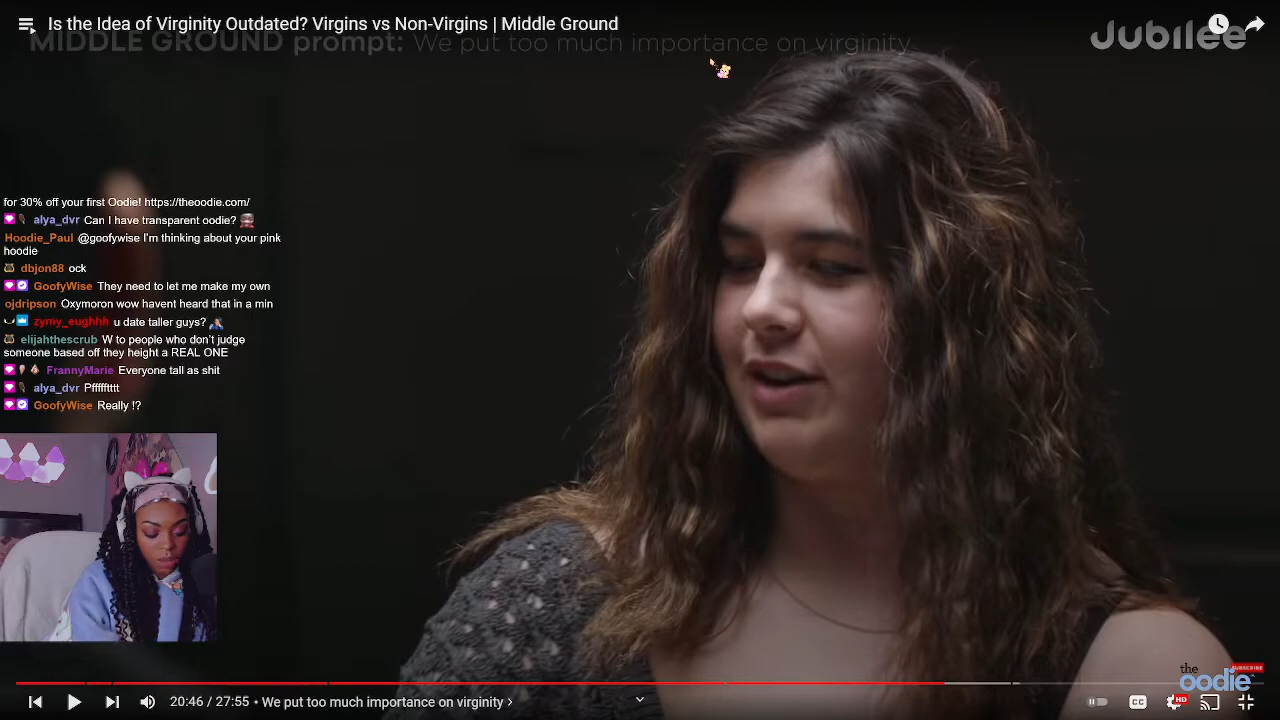 Is the Idea of Virginity Outdated? Virgins vs Non-Virgins | Middle Ground
MIDDLE GROUND prompt: We put too much importance on virginity
Jubilee
for 30% off your first Oodie! https://theoodie.com/
alya_dvr Can I have transparent oodie?
Hoodie_Paul @goofywise I'm thinking about your pink
hoodie
dbjon88 ock
GoofyWise They need to let me make my own
ojdripson Oxymoron wow havent heard that in a min
zymy_eughhh u date taller guys?
elijahthescrub W to people who don't judge
someone based off they height a REAL ONE
FrannyMarie Everyone tall as shit
alya_dvr Pfffffttt
GoofyWise Really !?
the
oodie
SUBSCRIBE
20:46 / 27:55 • We put too much importance on virginity
CC
HD